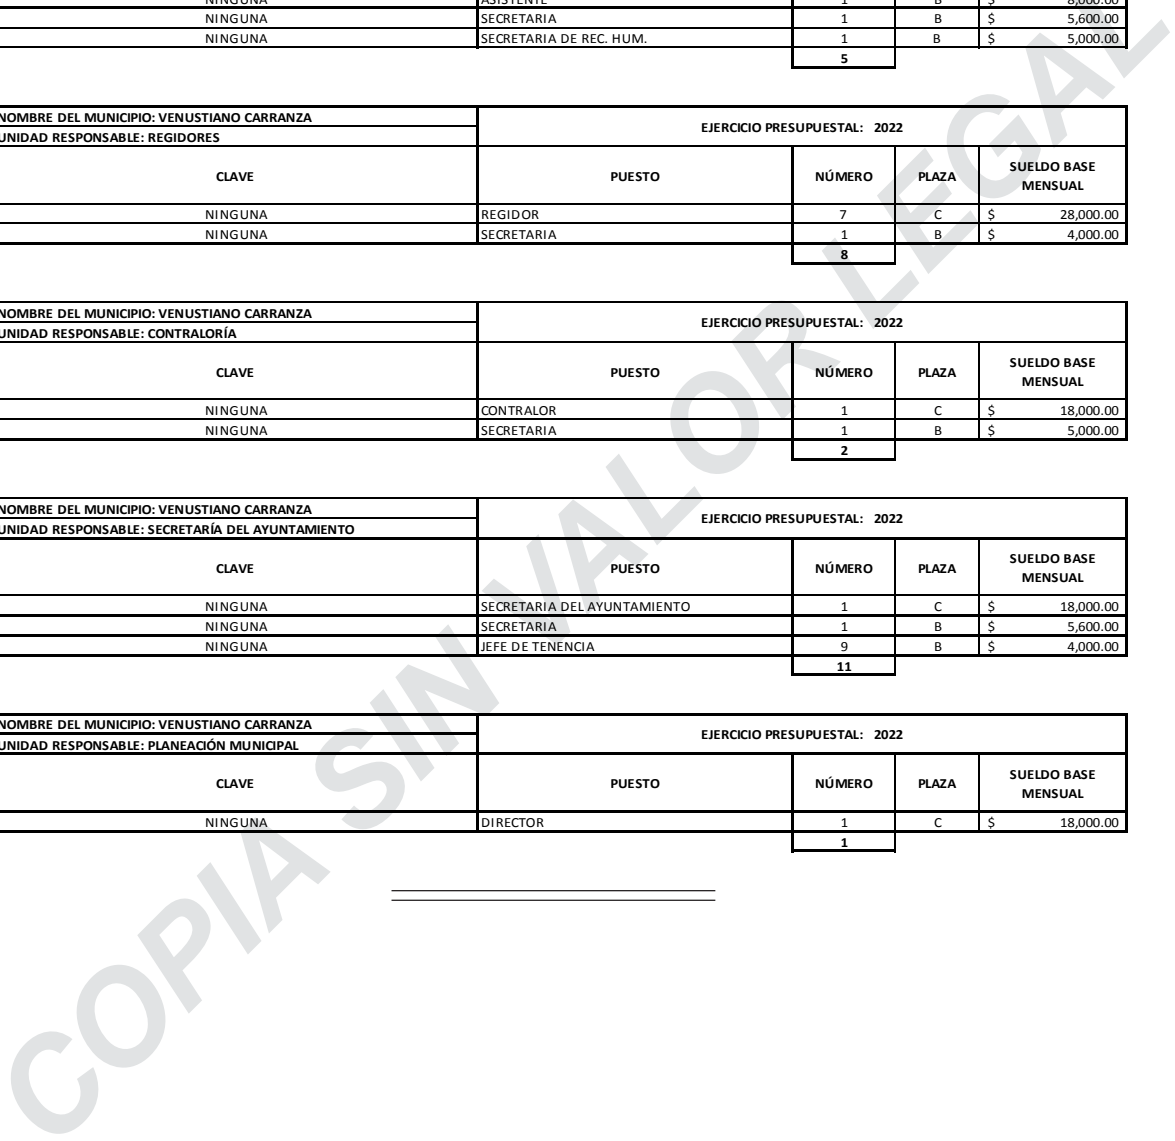 NINGUNA ASISTENTE 1 B $ 8,000.00
NINGUNA SECRETARIA 1 B $ 5,600.00
NINGUNA SECRETARIA DE REC. HUM. 1 B $ 5,000.00
5
NOMBRE DEL MUNICIPIO: VENUSTIANO CARRANZA
EJERCICIO PRESUPUESTAL: 2022
UNIDAD RESPONSABLE: REGIDORES
CLAVE PUESTO NÚMERO PLAZA SUELDO BASE
MENSUAL
NINGUNA REGIDOR 7 C $ 28,000.00
NINGUNA SECRETARIA 1 B $ 4,000.00
8
NOMBRE DEL MUNICIPIO: VENUSTIANO CARRANZA
EJERCICIO PRESUPUESTAL: 2022
UNIDAD RESPONSABLE: CONTRALORÍA
CLAVE PUESTO NÚMERO PLAZA SUELDO BASE
MENSUAL
NINGUNA CONTRALOR 1 C $ 18,000.00
NINGUNA SECRETARIA 1 B $ 5,000.00
2
NOMBRE DEL MUNICIPIO: VENUSTIANO CARRANZA
EJERCICIO PRESUPUESTAL: 2022
UNIDAD RESPONSABLE: SECRETARÍA DEL AYUNTAMIENTO
CLAVE PUESTO NÚMERO PLAZA SUELDO BASE
MENSUAL
NINGUNA SECRETARIA DEL AYUNTAMIENTO 1 C $ 18,000.00
NINGUNA SECRETARIA 1 B $ 5,600.00
NINGUNA JEFE DE TENENCIA 9 B $ 4,000.00
11
NOMBRE DEL MUNICIPIO: VENUSTIANO CARRANZA
EJERCICIO PRESUPUESTAL: 2022
UNIDAD RESPONSABLE: PLANEACIÓN MUNICIPAL
CLAVE PUESTO NÚMERO PLAZA SUELDO BASE
MENSUAL
NINGUNA DIRECTOR 1 C $ 18,000.00
1
COPIA SIN VALOR LEGAL